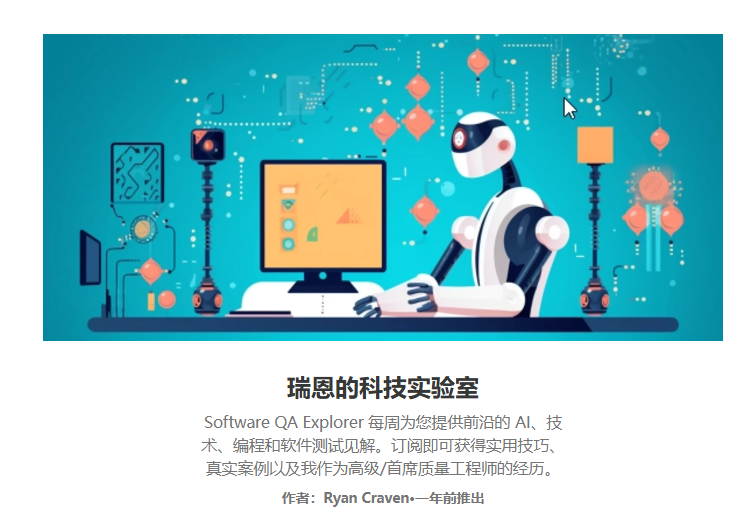 瑞恩的科技实验室
Software QA Explorer 每周为您提供前沿的 AI、技
术、编程和软件测试见解。订阅即可获得实用技巧、
真实案例以及我作为高级/首席质量工程师的经历。
作者：Ryan Craven•一年前推出